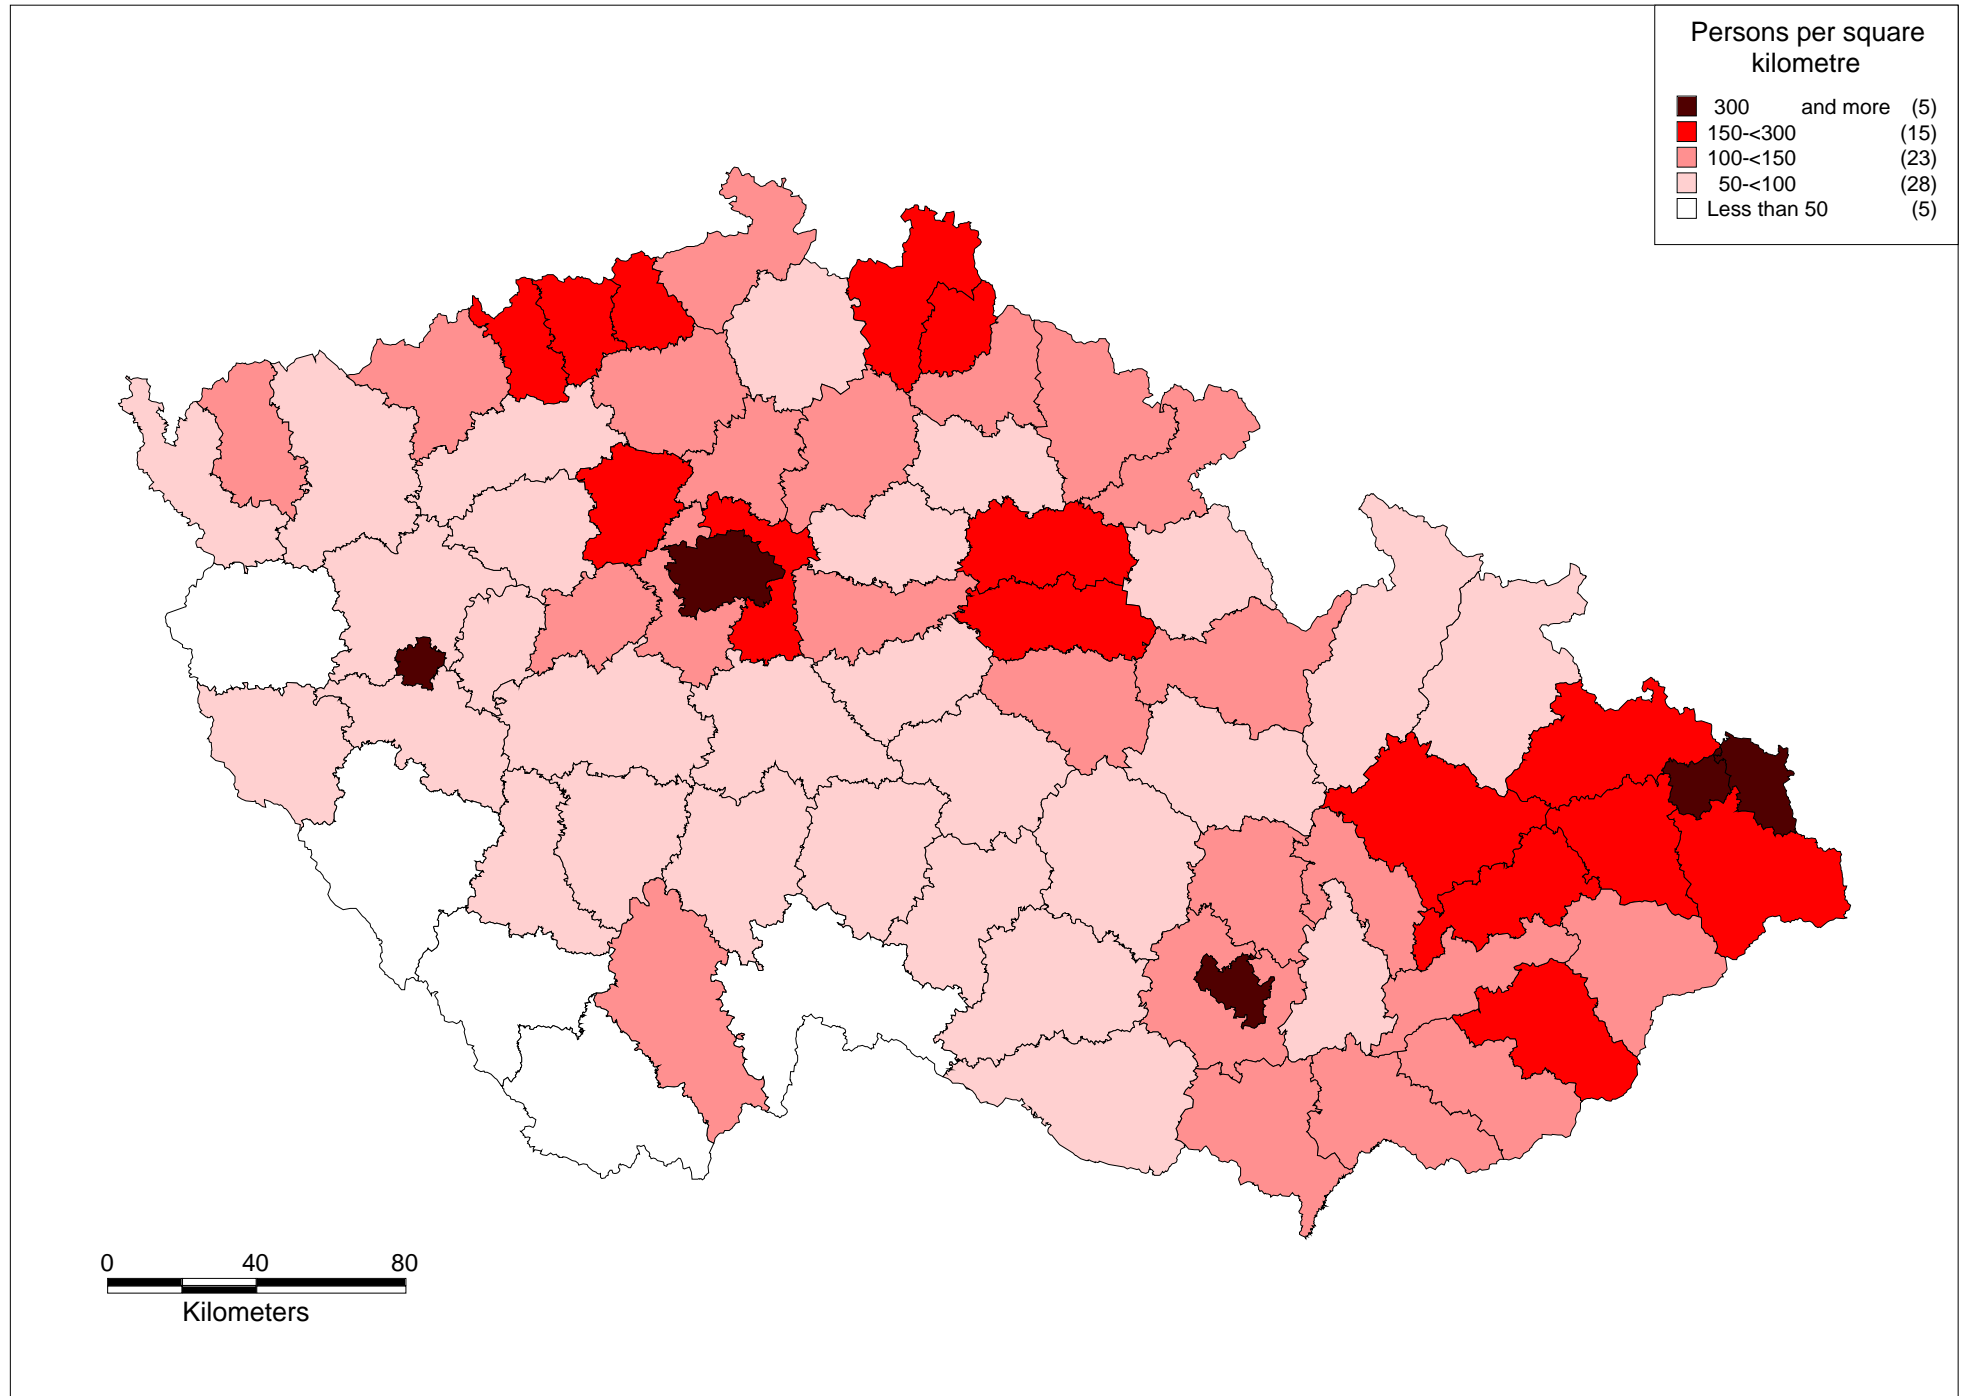 Persons per square
kilometre
300 and more (5)
150-<300 (15)
100-<150 (23)
50-<100 (28)
Less than 50 (5)
0 40 80
Kilometers